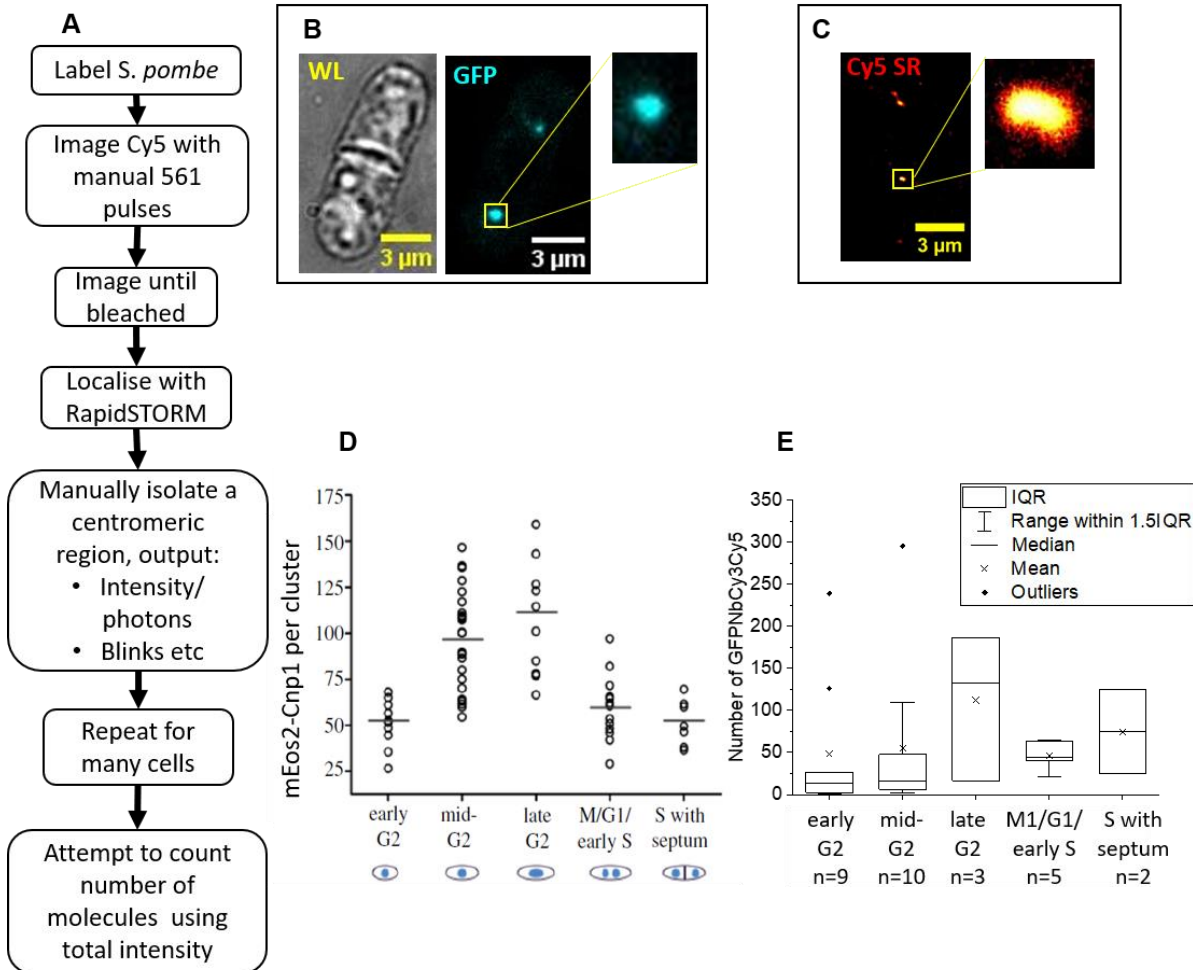 A
Label S. pombe
Image Cy5 with
manual 561
pulses
Image until
bleached
Localise with
RapidSTORM
Manually isolate a
centromeric
region, output:
• Intensity/
photons
• Blinks etc
Repeat for
many cells
Attempt to count
number of
molecules using
total intensity
B
WL
3 µm
GFP
3 µm
C
Cy5 SR
3 µm
D
mEos2-Cnp1 per cluster
175
150
125
100
75
50
25
early
G2
mid-
G2
late
G2
M/G1/
early S
S with
septum
E
Number of GFPNbCy3Cy5
350
300
250
200
150
100
50
0
IQR
Range within 1.5IQR
Median
Mean
Outliers
early
G2
n=9
mid-
G2
n=10
late
G2
n=3
M1/G1/
early S
n=5
S with
septum
n=2